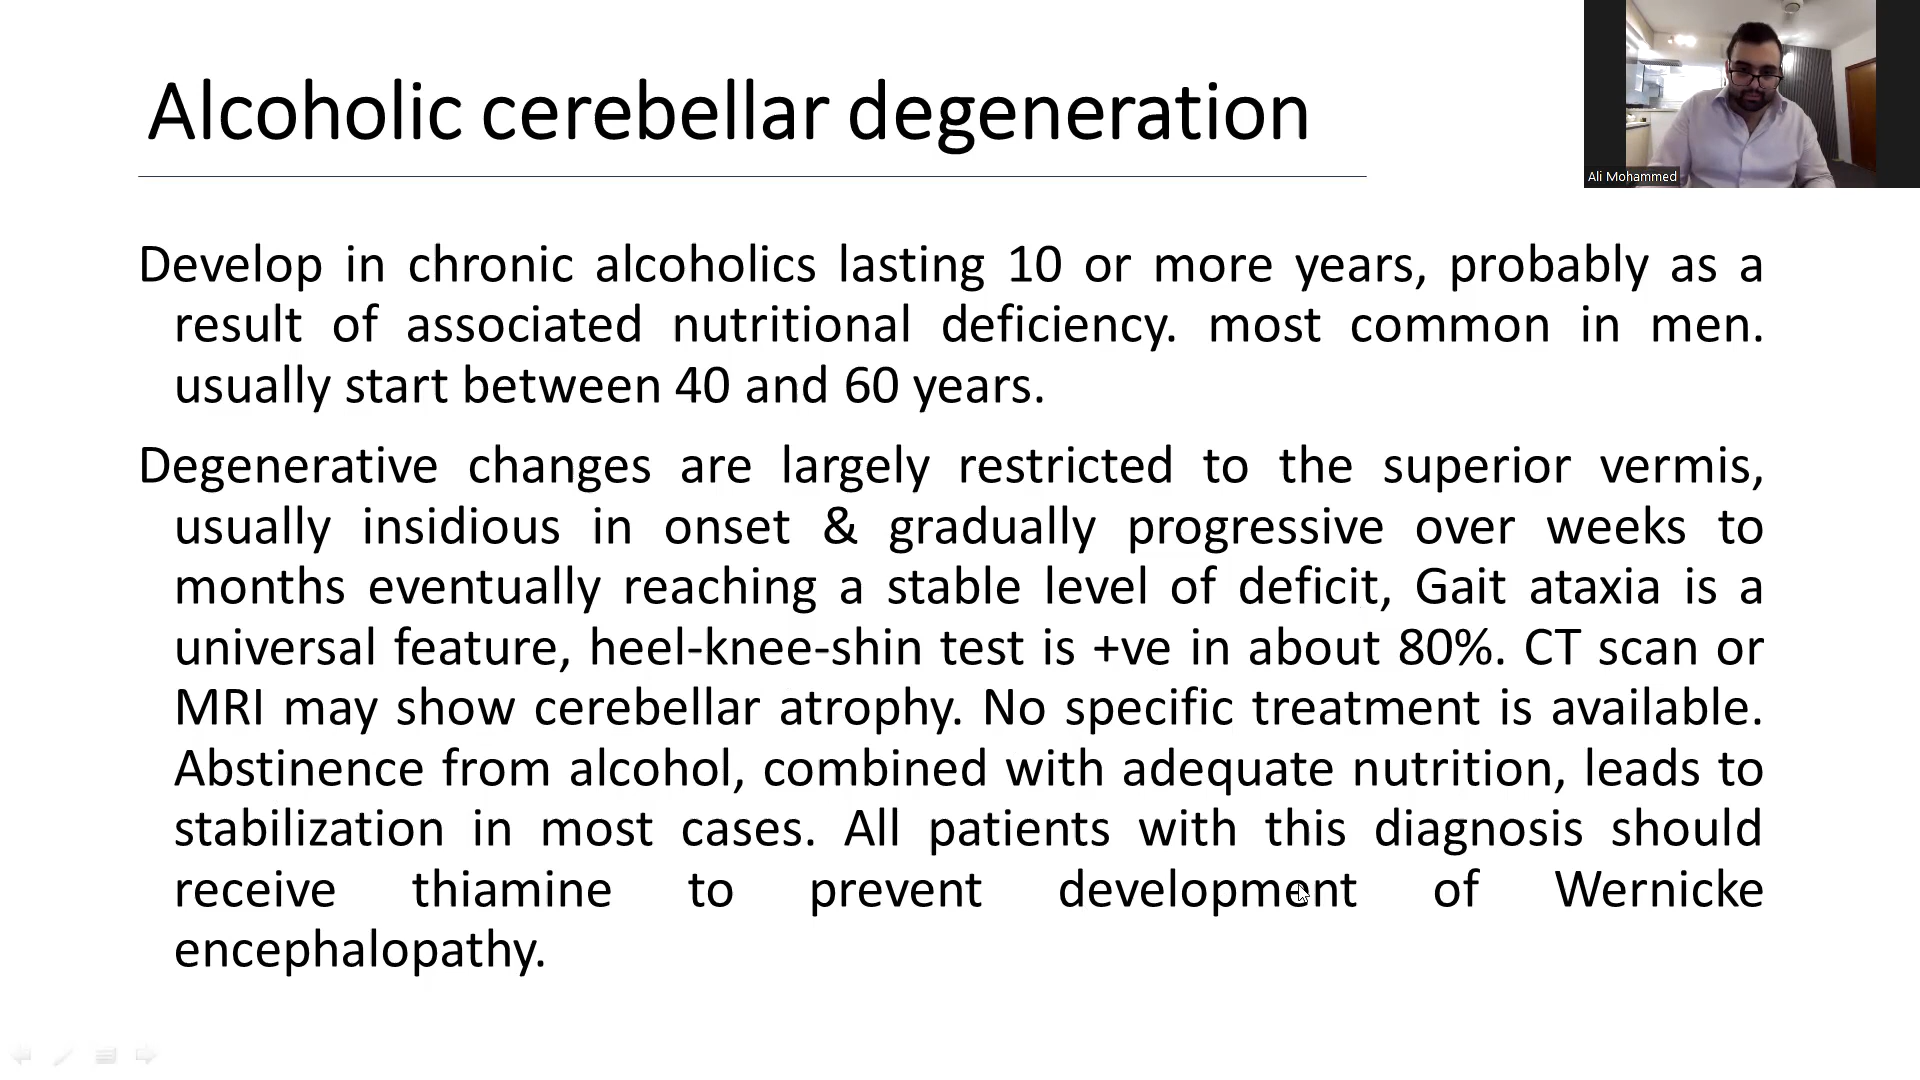 Alcoholic cerebellar degeneration
Ali Mohammed
Develop in chronic alcoholics lasting 10 or more years, probably as a
result of associated nutritional deficiency. most common in men.
usually start between 40 and 60 years.
Degenerative changes are largely restricted to the superior vermis,
usually insidious in onset & gradually progressive over weeks to
months eventually reaching a stable level of deficit, Gait ataxia is a
universal feature, heel-knee-shin test is +ve in about 80%. CT scan or
MRI may show cerebellar atrophy. No specific treatment is available.
Abstinence from alcohol, combined with adequate nutrition, leads to
stabilization in most cases. All patients with this diagnosis should
receive thiamine to prevent development of Wernicke
encephalopathy.